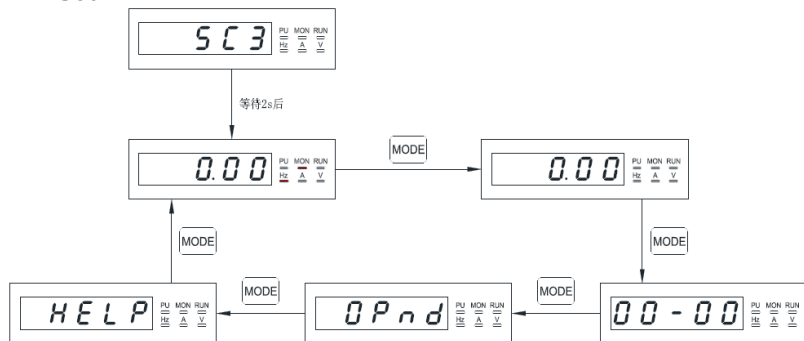 SC3 PU MON RUN
Hz A V
等待2s后
0.00 PU MON RUN
Hz A V
MODE
0.00 PU MON RUN
Hz A V
MODE
MODE
HELP PU MON RUN
Hz A V
MODE
OPnd PU MON RUN
Hz A V
MODE
00-00 PU MON RUN
Hz A V